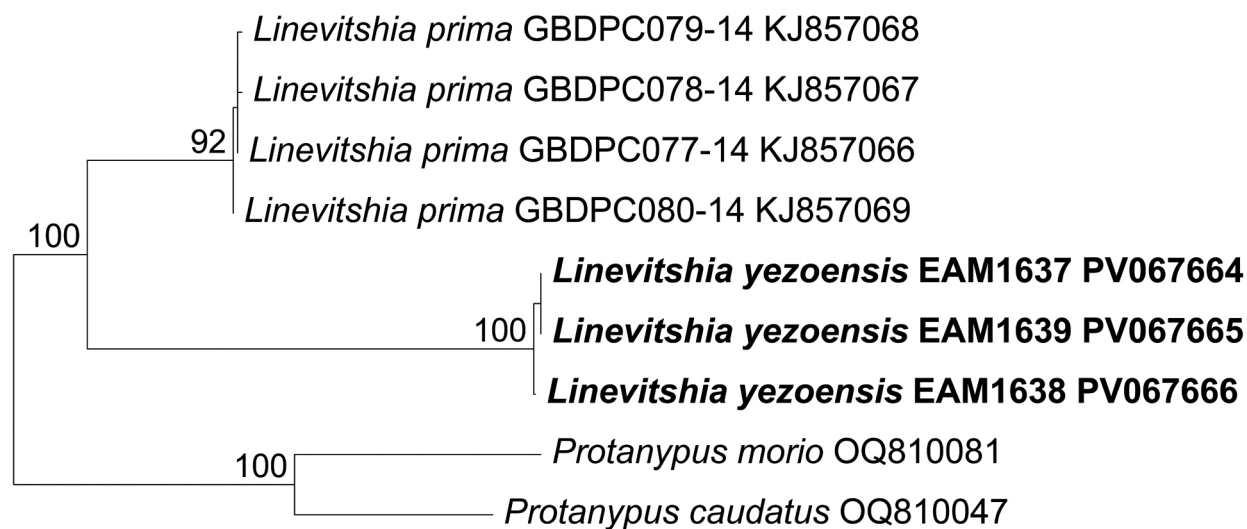 Linevitshia prima GBDPC079-14 KJ857068
Linevitshia prima GBDPC078-14 KJ857067
92
Linevitshia prima GBDPC077-14 KJ857066
Linevitshia prima GBDPC080-14 KJ857069
100
Linevitshia yezoensis EAM1637 PV067664
100
Linevitshia yezoensis EAM1639 PV067665
Linevitshia yezoensis EAM1638 PV067666
Protanypus morio OQ810081
100
Protanypus caudatus OQ810047